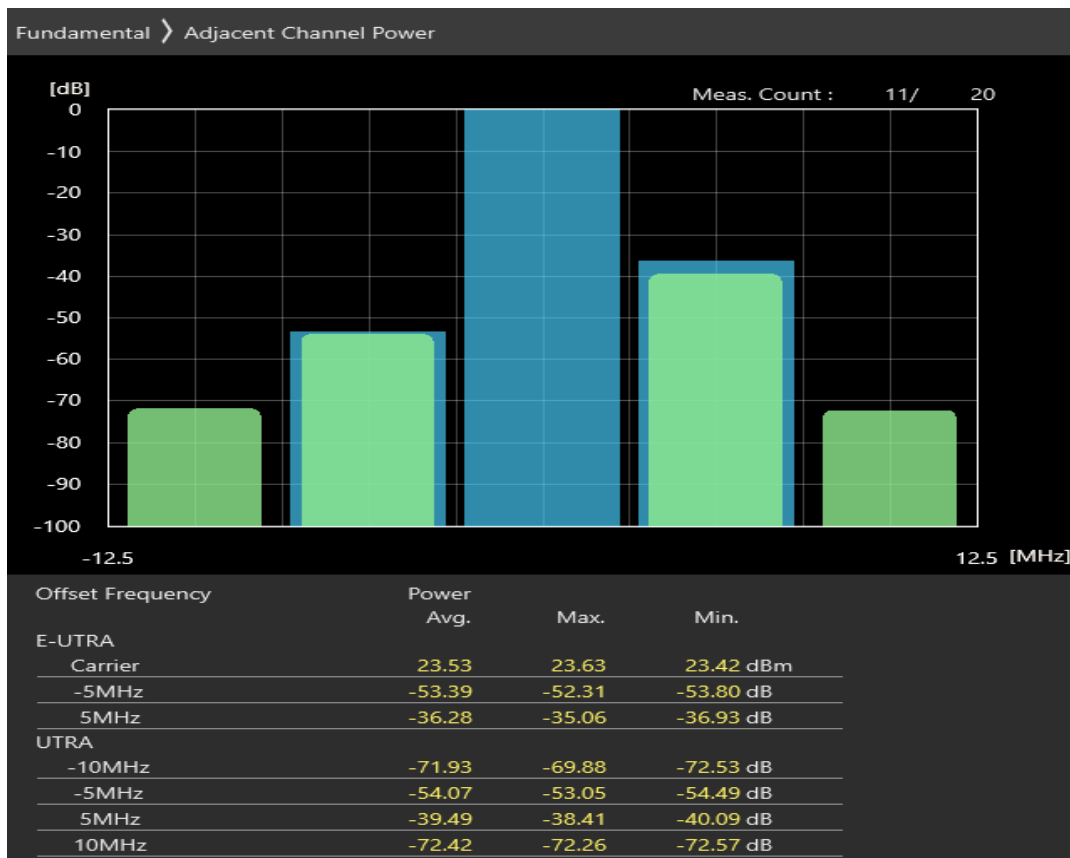 Fundamental 〉 Adjacent Channel Power
[dB]
Meas. Count : 11/ 20
0
-10
-20
-30
-40
-50
-60
-70
-80
-90
-100
-12.5 12.5 [MHz]
Offset Frequency Power
Avg. Max. Min.
E-UTRA
Carrier 23.53 23.63 23.42 dBm
-5MHz -53.39 -52.31 -53.80 dB
5MHz -36.28 -35.06 -36.93 dB
UTRA
-10MHz -71.93 -69.88 -72.53 dB
-5MHz -54.07 -53.05 -54.49 dB
5MHz -39.49 -38.41 -40.09 dB
10MHz -72.42 -72.26 -72.57 dB